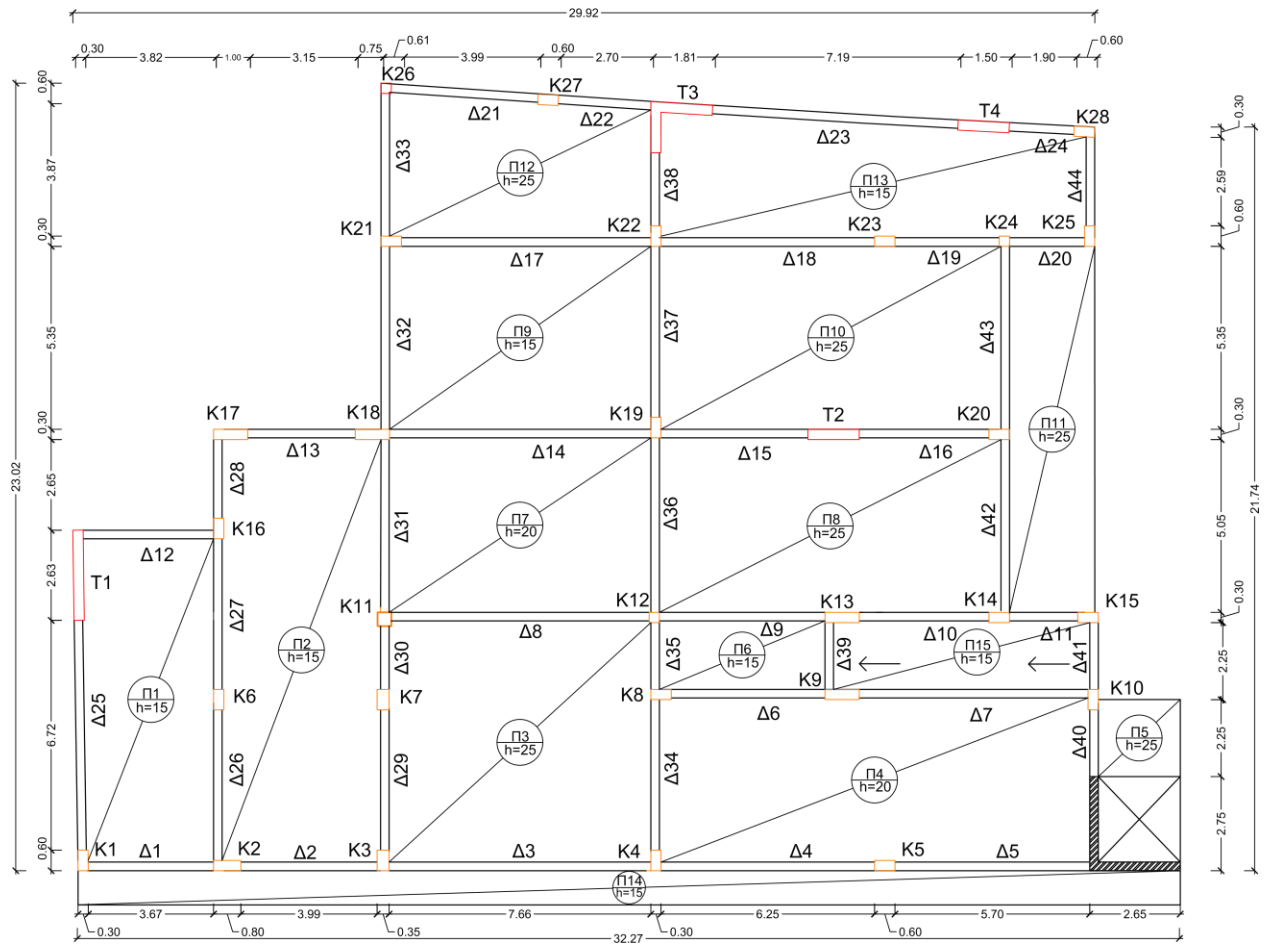 29.92
0.30
3.82
1.00
3.15
0.75
0.61
3.99
0.60
2.70
1.81
7.19
1.50
1.90
0.60
K26
K27
T3
T4
K28
Δ21
Δ22
Δ23
Δ24
0.60
3.87
0.30
5.35
0.30
2.65
2.63
6.72
0.60
23.02
0.30
2.59
0.60
5.35
0.30
5.05
0.30
2.25
2.25
2.75
21.74
Δ33
Π12
h=25
Δ38
Π13
h=15
Δ44
K21
K22
K23
K24
K25
Δ17
Δ18
Δ19
Δ20
Δ32
Π9
h=15
Δ37
Π10
h=25
Δ43
K17
K18
K19
T2
K20
Π11
h=25
Δ13
Δ14
Δ15
Δ16
Δ28
K16
Δ31
Π7
h=20
Δ36
Π8
h=25
Δ42
Δ12
T1
Δ27
K11
K12
K13
K14
K15
Δ8
Δ9
Δ10
Δ11
Π2
h=15
Δ30
Δ35
Π6
h=15
Δ39
Π15
h=15
Δ41
Δ25
Π1
h=15
K6
K7
K8
K9
K10
Δ6
Δ7
Δ26
Δ29
Π3
h=25
Δ34
Π4
h=20
Δ40
Π5
h=25
K1
Δ1
K2
Δ2
K3
Δ3
K4
Δ4
K5
Δ5
Π14
h=15
0.30
3.67
0.80
3.99
0.35
7.66
0.30
6.25
0.60
5.70
2.65
32.27